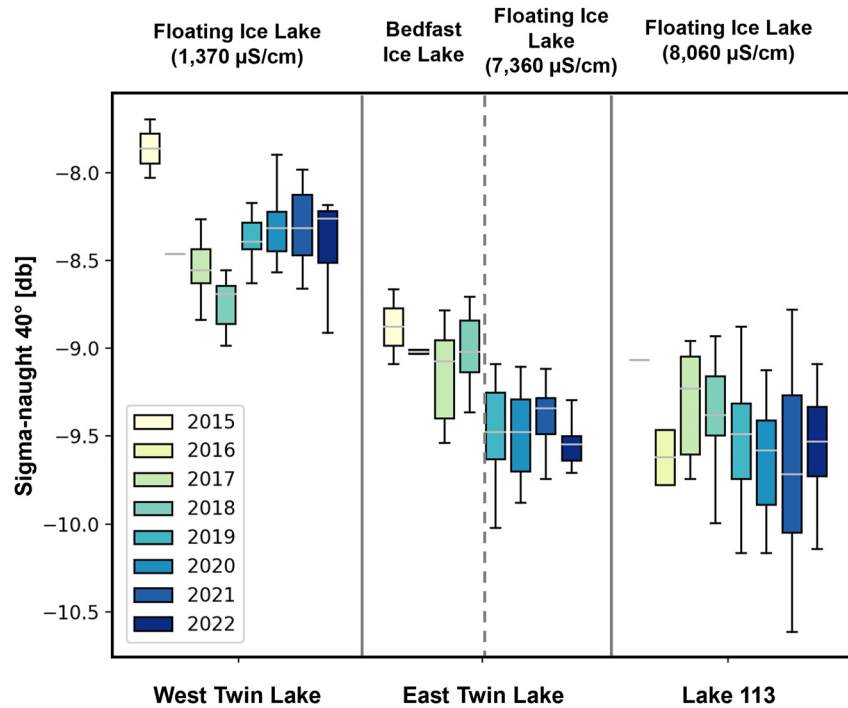 Floating Ice Lake
(1,370 µS/cm)
Bedfast
Ice Lake
Floating Ice
Lake
(7,360 µS/cm)
Floating Ice Lake
(8,060 µS/cm)
Sigma-naught 40° [db]
−8.0
−8.5
−9.0
−9.5
−10.0
−10.5
2015
2016
2017
2018
2019
2020
2021
2022
West Twin Lake
East Twin Lake
Lake 113